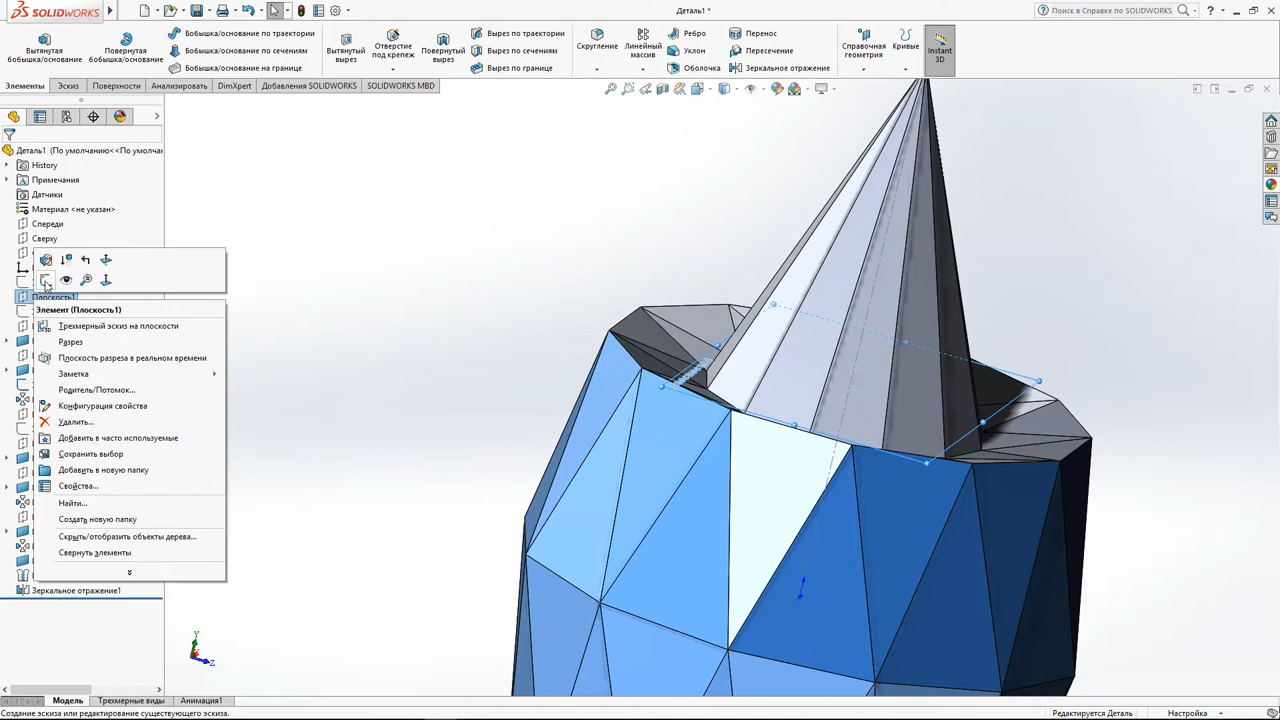 SOLIDWORKS
Деталь1 *
Поиск в Справке по SOLIDWORKS
Вытянутая бобышка/основание
Повернутая бобышка/основание
Бобышка/основание по траектории
Бобышка/основание по сечениям
Бобышка/основание на границе
Вытянутый вырез
Отверстие под крепеж
Повернутый вырез
Вырез по траектории
Вырез по сечениям
Вырез по границе
Скругление
Линейный массив
Ребро
Уклон
Оболочка
Перенос
Пересечение
Зеркальное отражение
Справочная геометрия
Кривые
Instant 3D
Элементы
Эскиз
Поверхности
Анализировать
DimXpert
Добавления SOLIDWORKS
SOLIDWORKS MBD
Деталь1 (По умолчанию<<По умолчан
History
Примечания
Датчики
Материал <не указан>
Спереди
Сверху
Плоскость1
Элемент (Плоскость1)
Трехмерный эскиз на плоскости
Разрез
Плоскость разреза в реальном времени
Заметка
Родитель/Потомок...
Конфигурация свойства
Удалить...
Добавить в часто используемые
Сохранить выбор
Добавить в новую папку
Свойства...
Найти...
Создать новую папку
Скрыть/отобразить объекты дерева...
Свернуть элементы
Зеркальное отражение1
Y
Z
Модель
Трехмерные виды
Анимация1
Создание эскиза или редактирование существующего эскиза.
Редактируется Деталь
Настройка